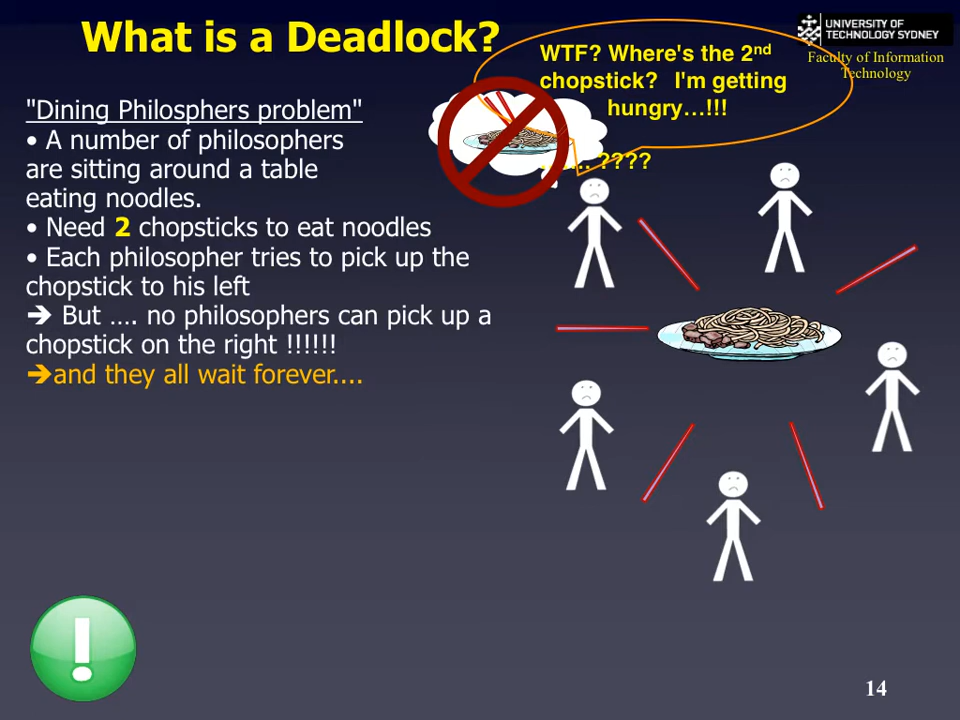 What is a Deadlock?
UNIVERSITY OF
TECHNOLOGY SYDNEY
Faculty of Information
Technology
WTF? Where's the 2nd
chopstick? I'm getting
hungry…!!!
????
"Dining Philosphers problem"
• A number of philosophers
are sitting around a table
eating noodles.
• Need 2 chopsticks to eat noodles
• Each philosopher tries to pick up the
chopstick to his left
➔ But …. no philosophers can pick up a
chopstick on the right !!!!!!
➔and they all wait forever....
14